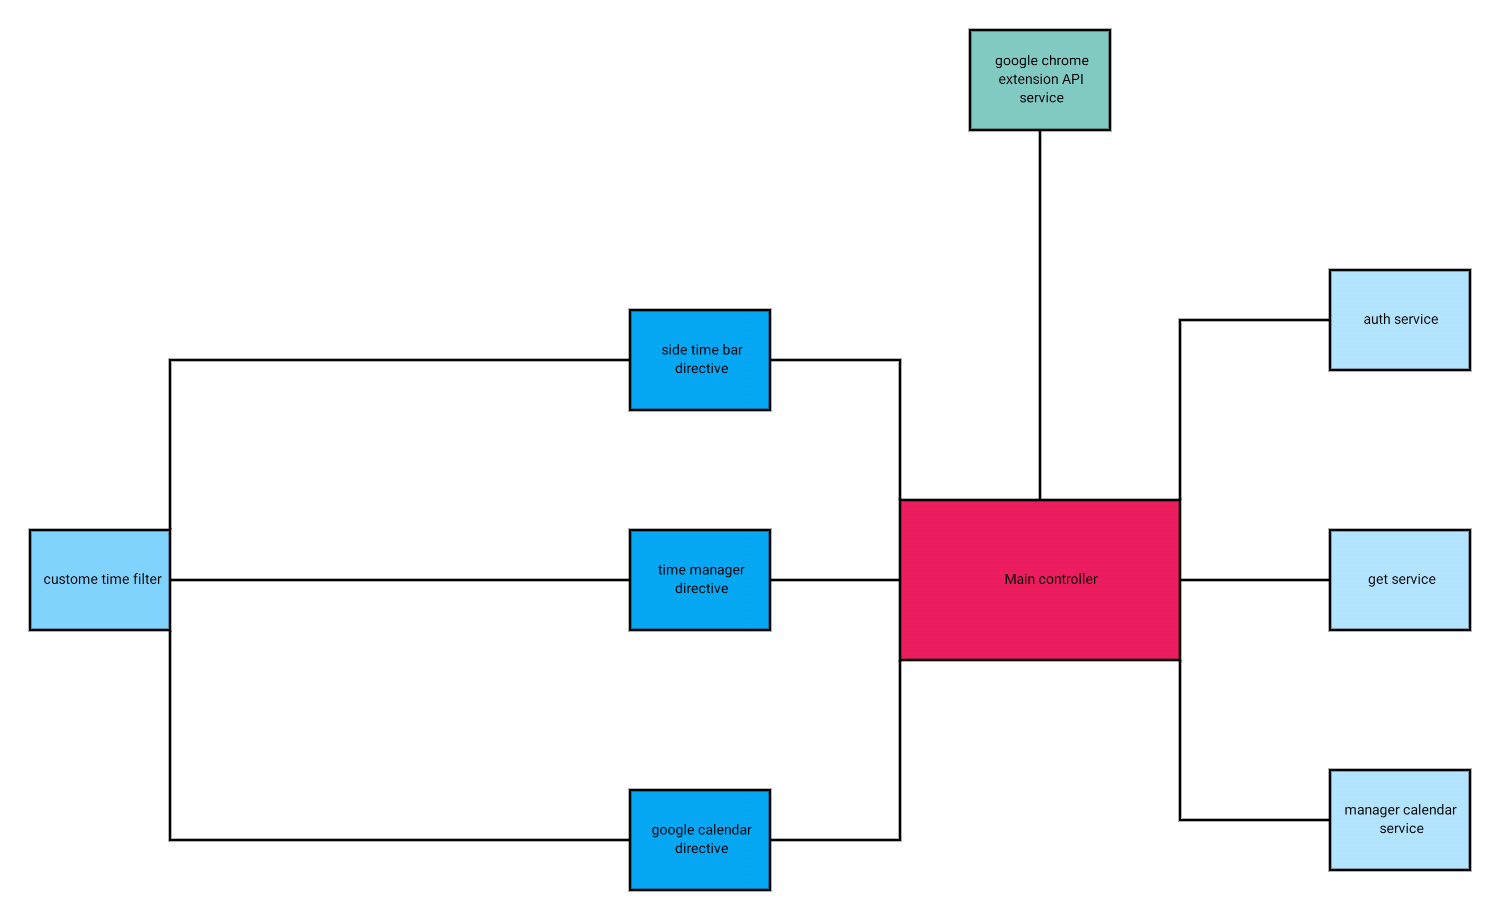 google chrome
extension API
service
auth service
side time bar
directive
custome time filter
time manager
directive
Main controller
get service
google calendar
directive
manager calendar
service